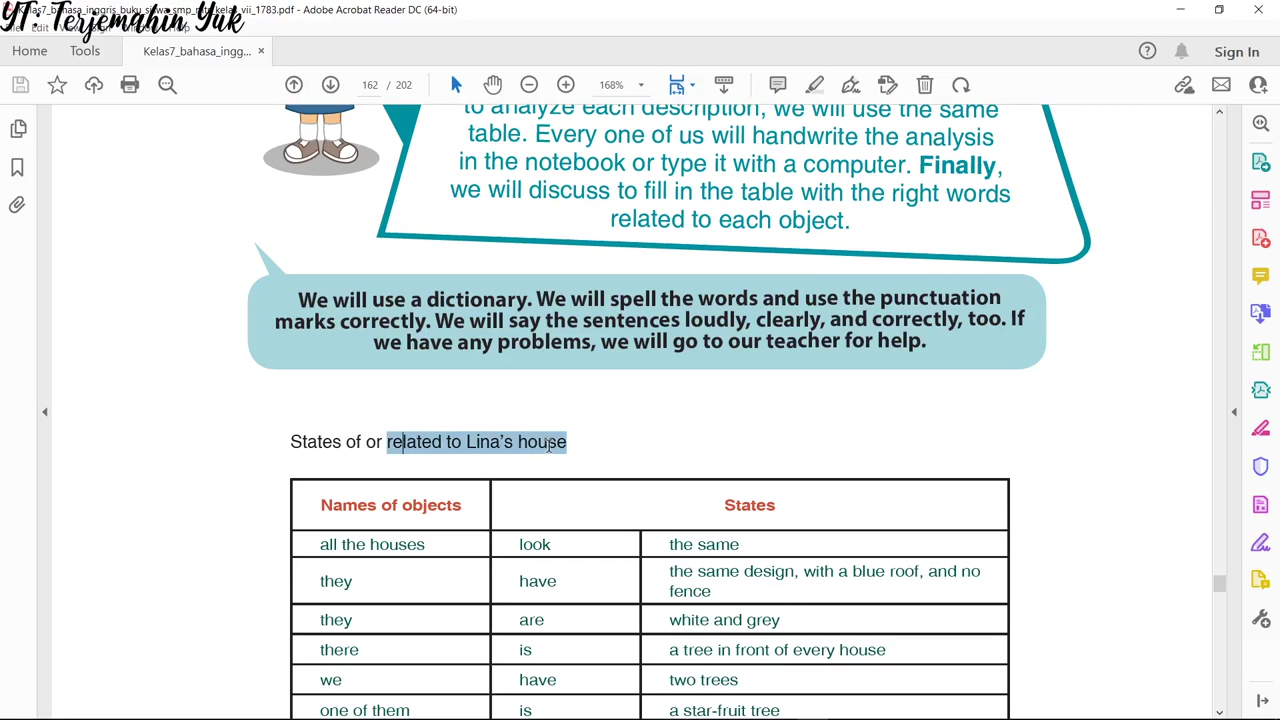 YT: Terjemahin Yuk
Kelas7_bahasa_inggris_buku_siswa_smp_mts_kelas_vii_1783.pdf - Adobe Acrobat Reader DC (64-bit)
Home Tools Kelas7_bahasa_ingg... × Sign In
162 / 202 168%
to analyze each description, we will use the same
table. Every one of us will handwrite the analysis
in the notebook or type it with a computer. Finally,
we will discuss to fill in the table with the right words
related to each object.
We will use a dictionary. We will spell the words and use the punctuation
marks correctly. We will say the sentences loudly, clearly, and correctly, too. If
we have any problems, we will go to our teacher for help.
States of or related to Lina's house
Names of objects States
all the houses look the same
they have the same design, with a blue roof, and no
fence
they are white and grey
there is a tree in front of every house
we have two trees
one of them is a star-fruit tree